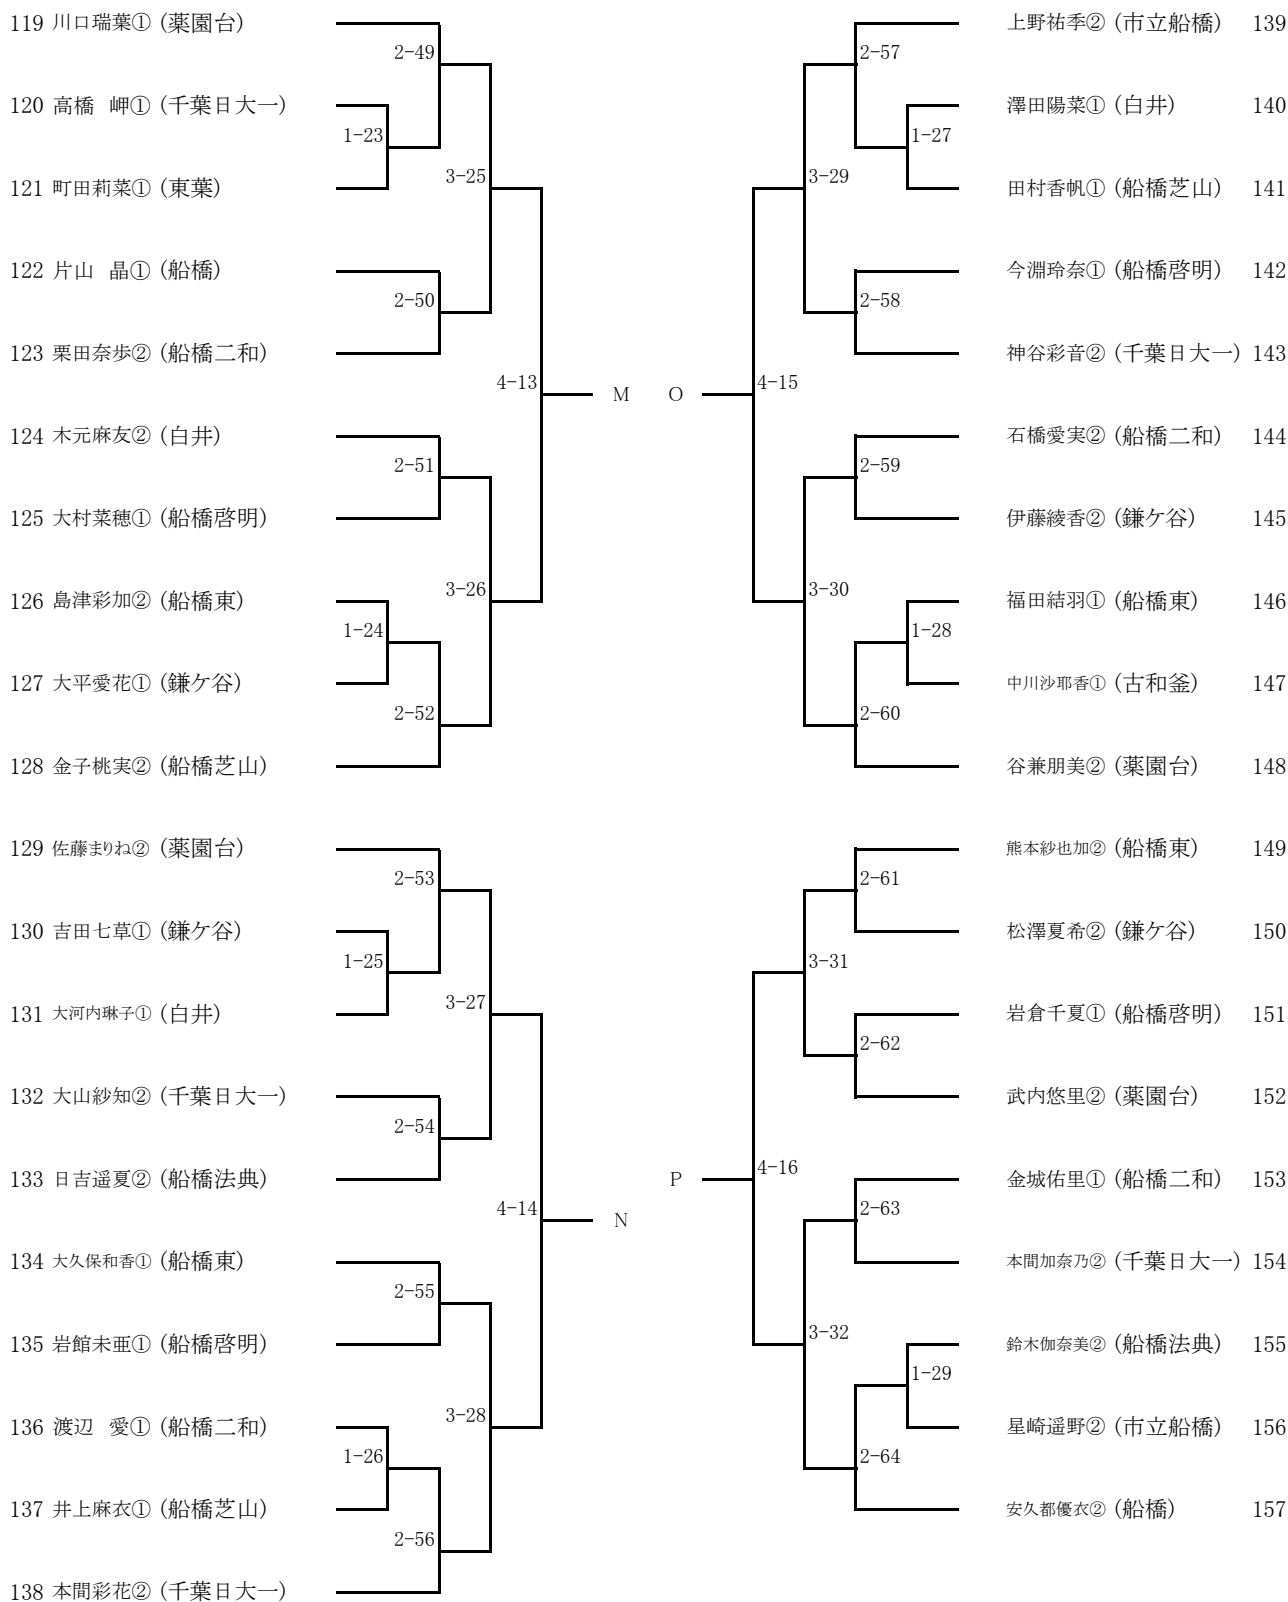 119 川口瑞葉① (薬園台)
2-49
120 高橋 岬① (千葉日大一)
1-23
121 町田莉菜① (東葉)
3-25
122 片山 晶① (船橋)
2-50
123 栗田奈歩② (船橋二和)
4-13
M
124 木元麻友② (白井)
2-51
125 大村菜穂① (船橋啓明)
3-26
126 島津彩加② (船橋東)
1-24
127 大平愛花① (鎌ケ谷)
2-52
128 金子桃実② (船橋芝山)
129 佐藤まりね② (薬園台)
2-53
130 吉田七草① (鎌ケ谷)
1-25
131 大河内琳子① (白井)
3-27
132 大山紗知② (千葉日大一)
2-54
133 日吉遥夏② (船橋法典)
4-14
N
134 大久保和香① (船橋東)
2-55
135 岩館未亜① (船橋啓明)
3-28
136 渡辺 愛① (船橋二和)
1-26
137 井上麻衣① (船橋芝山)
2-56
138 本間彩花② (千葉日大一)
上野祐季② (市立船橋) 139
2-57
澤田陽菜① (白井) 140
1-27
田村香帆① (船橋芝山) 141
3-29
今淵玲奈① (船橋啓明) 142
2-58
神谷彩音② (千葉日大一) 143
O
4-15
石橋愛実② (船橋二和) 144
2-59
伊藤綾香② (鎌ケ谷) 145
3-30
福田結羽① (船橋東) 146
1-28
中川沙耶香① (古和釜) 147
2-60
谷兼朋美② (薬園台) 148
熊本紗也加② (船橋東) 149
2-61
松澤夏希② (鎌ケ谷) 150
3-31
岩倉千夏① (船橋啓明) 151
2-62
武内悠里② (薬園台) 152
P
4-16
金城佑里① (船橋二和) 153
2-63
本間加奈乃② (千葉日大一) 154
3-32
鈴木伽奈美② (船橋法典) 155
1-29
星崎遥野② (市立船橋) 156
2-64
安久都優衣② (船橋) 157